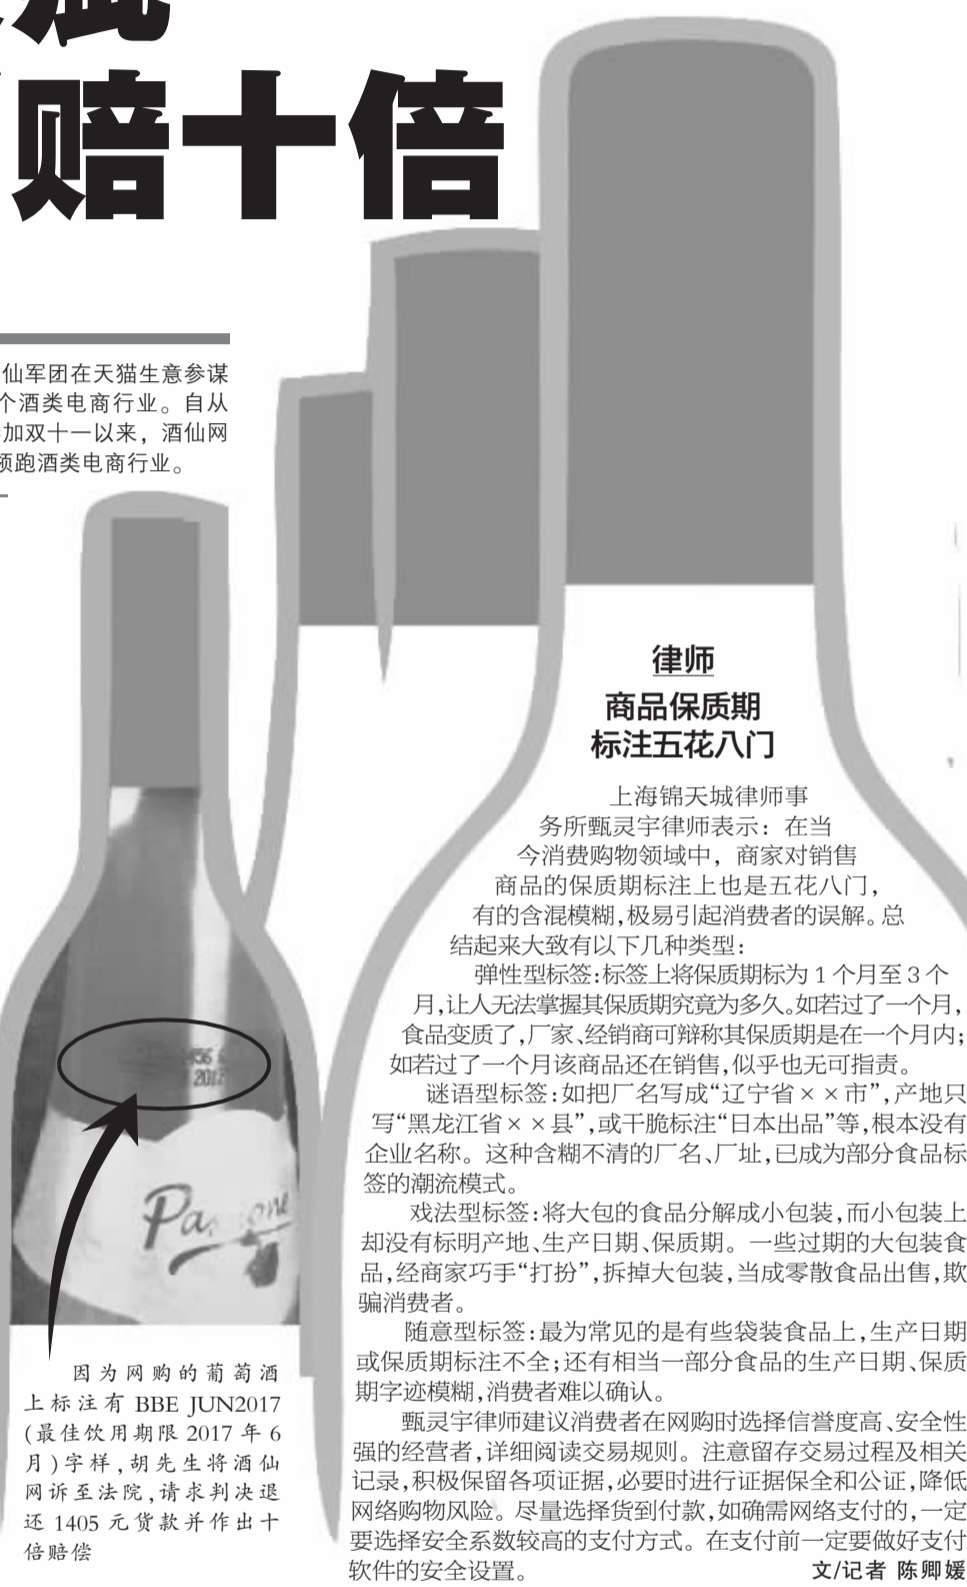 赔十倍
仙军团在天猫生意参谋
个酒类电商行业。自从
加双十一以来，酒仙网
领跑酒类电商行业。
律师
商品保质期
标注五花八门
上海锦天城律师事
务所甄灵宇律师表示：在当
今消费购物领域中，商家对销售
商品的保质期标注上也是五花八门，
有的含混模糊，极易引起消费者的误解。总
结起来大致有以下几种类型：
弹性型标签：标签上将保质期标为1个月至3个
月，让人无法掌握其保质期究竟为多久。如若过了一个月，
食品变质了，厂家、经销商可辩称其保质期是在一个月内；
如若过了一个月该商品还在销售，似乎也无可指责。
谜语型标签：如把厂名写成“辽宁省××市”，产地只
写“黑龙江省××县”，或干脆标注“日本出品”等，根本没有
企业名称。这种含糊不清的厂名、厂址，已成为部分食品标
签的潮流模式。
戏法型标签：将大包的食品分解成小包装，而小包装上
却没有标明产地、生产日期、保质期。一些过期的大包装食
品，经商家巧手“打扮”，拆掉大包装，当成零散食品出售，欺
骗消费者。
随意型标签：最为常见的是有些袋装食品上，生产日期
或保质期标注不全；还有相当一部分食品的生产日期、保质
期字迹模糊，消费者难以确认。
甄灵宇律师建议消费者在网购时选择信誉度高、安全性
强的经营者，详细阅读交易规则。注意留存交易过程及相关
记录，积极保留各项证据，必要时进行证据保全和公证，降低
网络购物风险。尽量选择货到付款，如确需网络支付的，一定
要选择安全系数较高的支付方式。在支付前一定要做好支付
软件的安全设置。
文/记者 陈卿媛
2017
因为网购的葡萄酒
上标注有 BBE JUN2017
(最佳饮用期限 2017 年 6
月)字样，胡先生将酒仙
网诉至法院，请求判决退
还 1405 元货款并作出十
倍赔偿